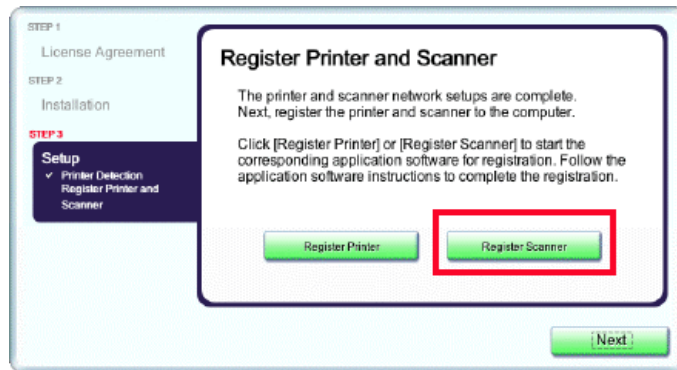 STEP 1
License Agreement
STEP 2
Installation
STEP 3
Setup
✓ Printer Detection
Register Printer and
Scanner
Register Printer and Scanner
The printer and scanner network setups are complete.
Next, register the printer and scanner to the computer.
Click [Register Printer] or [Register Scanner] to start the
corresponding application software for registration. Follow the
application software instructions to complete the registration.
Register Printer
Register Scanner
Next